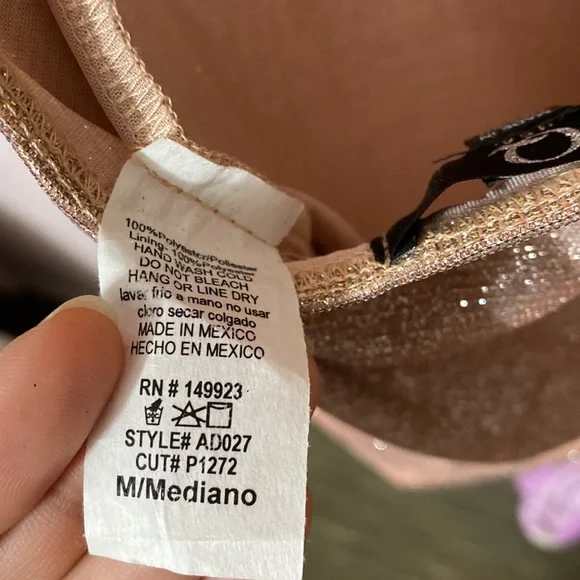 100%Polyester/Poliester
Lining-100%Polyester
HAND WASH COLD
DO NOT BLEACH
HANG OR LINE DRY
lavar frio a mano no usar
cloro secar colgado
MADE IN MEXICO
HECHO EN MEXICO
RN # 149923
STYLE# AD027
CUT# P1272
M/Mediano